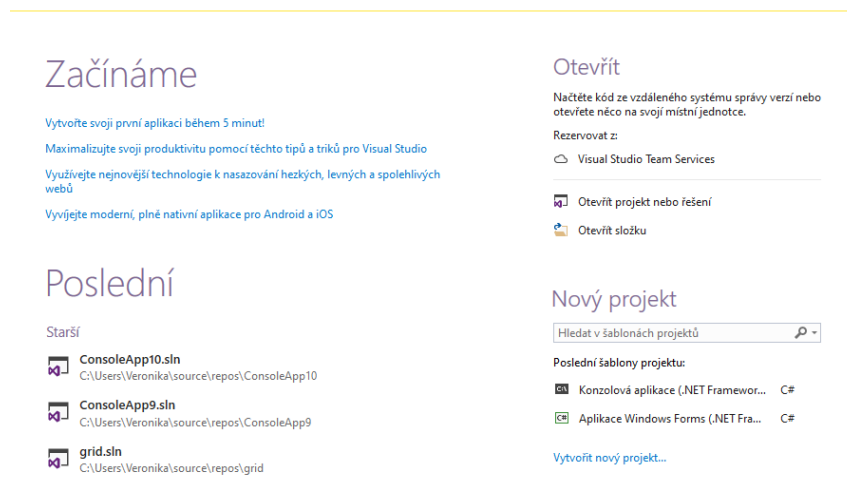 Začínáme
Vytvořte svoji první aplikaci během 5 minut!
Maximalizujte svoji produktivitu pomocí těchto tipů a triků pro Visual Studio
Využívejte nejnovější technologie k nasazování hezkých, levných a spolehlivých
webů
Vyvíjejte moderní, plně nativní aplikace pro Android a iOS
Poslední
Starší
ConsoleApp10.sln
C:\Users\Veronika\source\repos\ConsoleApp10
ConsoleApp9.sln
C:\Users\Veronika\source\repos\ConsoleApp9
grid.sln
C:\Users\Veronika\source\repos\grid
Otevřít
Načtěte kód ze vzdáleného systému správy verzí nebo
otevřete něco na svojí místní jednotce.
Rezervovat z:
Visual Studio Team Services
Otevřít projekt nebo řešení
Otevřít složku
Nový projekt
Hledat v šablonách projektů
Poslední šablony projektu:
Konzolová aplikace (.NET Framewor... C#
Aplikace Windows Forms (.NET Fra... C#
Vytvořit nový projekt...